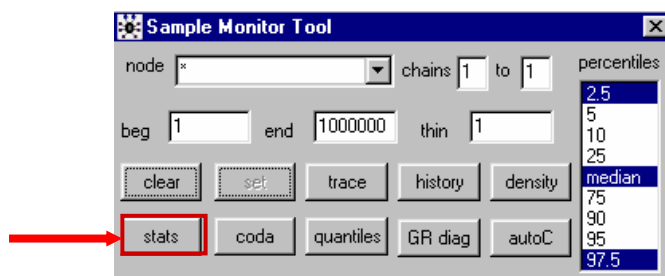 Sample Monitor Tool
node * chains 1 to 1 percentiles
2.5
5
10
25
median
75
90
95
97.5
beg 1 end 1000000 thin 1
clear set trace history density
stats coda quantiles GR diag autoC